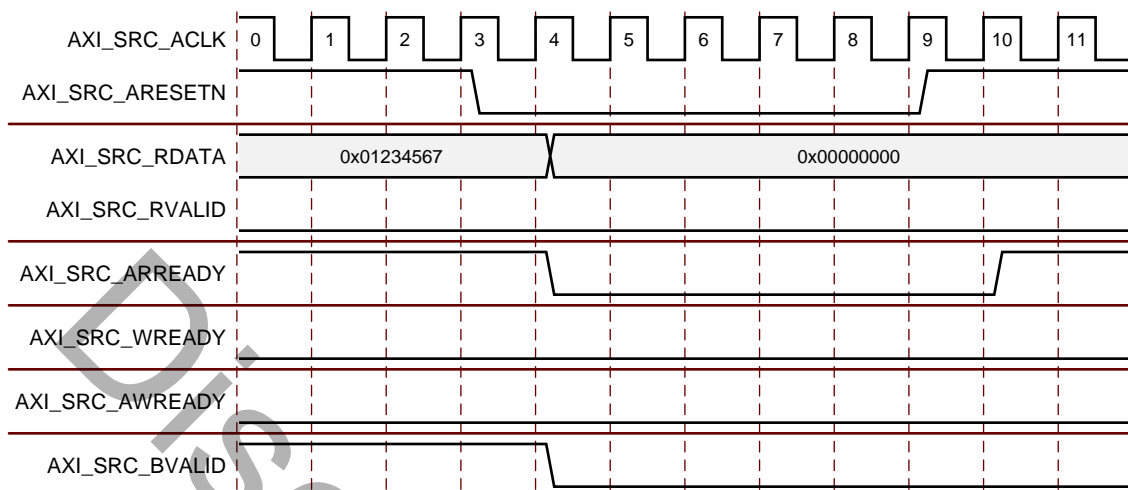 AXI_SRC_ACLK 0 1 2 3 4 5 6 7 8 9 10 11
AXI_SRC_ARESETN
AXI_SRC_RDATA 0x01234567 0x00000000
AXI_SRC_RVALID
AXI_SRC_ARREADY
AXI_SRC_WREADY
AXI_SRC_AWREADY
AXI_SRC_BVALID